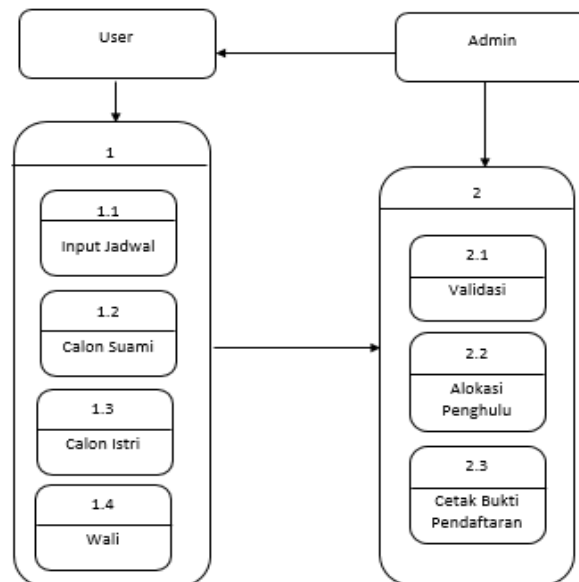 User
Admin
1
1.1
Input Jadwal
1.2
Calon Suami
1.3
Calon Istri
1.4
Wali
2
2.1
Validasi
2.2
Alokasi
Penghulu
2.3
Cetak Bukti
Pendaftaran